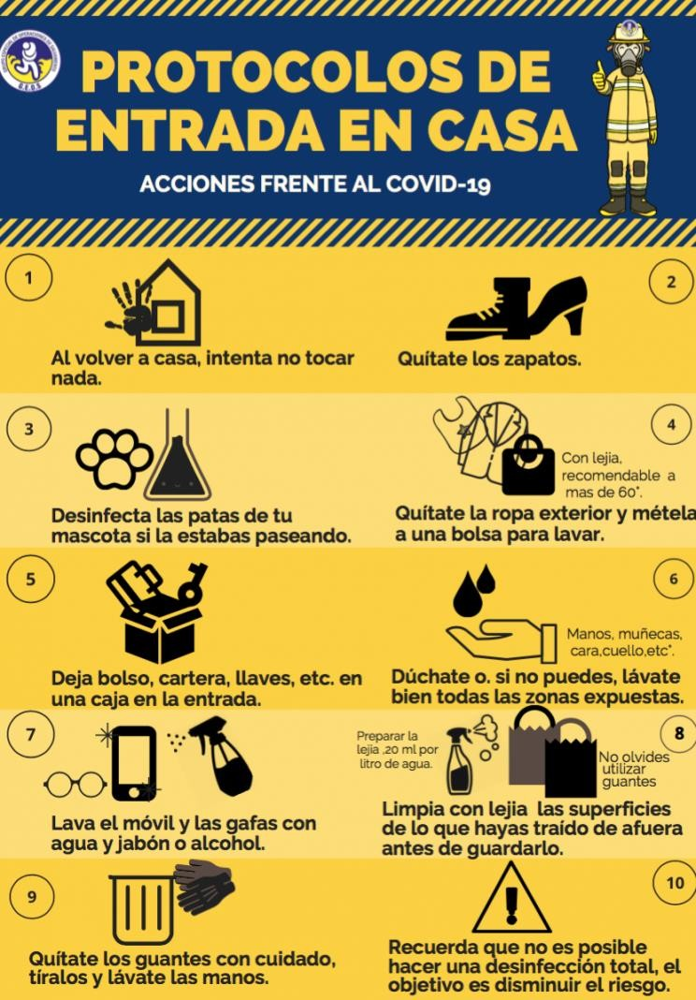 G.E.O.S
PROTOCOLOS DE
ENTRADA EN CASA
ACCIONES FRENTE AL COVID-19
1
Al volver a casa, intenta no tocar
nada.
2
Quítate los zapatos.
3
Desinfecta las patas de tu
mascota si la estabas paseando.
4
Con lejia,
recomendable a
mas de 60°.
Quítate la ropa exterior y métela
a una bolsa para lavar.
5
Deja bolso, cartera, llaves, etc. en
una caja en la entrada.
6
Manos, muñecas,
cara,cuello,etc".
Dúchate o. si no puedes, lávate
bien todas las zonas expuestas.
7
Lava el móvil y las gafas con
agua y jabón o alcohol.
8
Preparar la
lejia ,20 ml por
litro de agua.
No olvides
utilizar
guantes
Limpia con lejia las superficies
de lo que hayas traído de afuera
antes de guardarlo.
9
Quítate los guantes con cuidado,
tíralos y lávate las manos.
10
Recuerda que no es posible
hacer una desinfección total, el
objetivo es disminuir el riesgo.